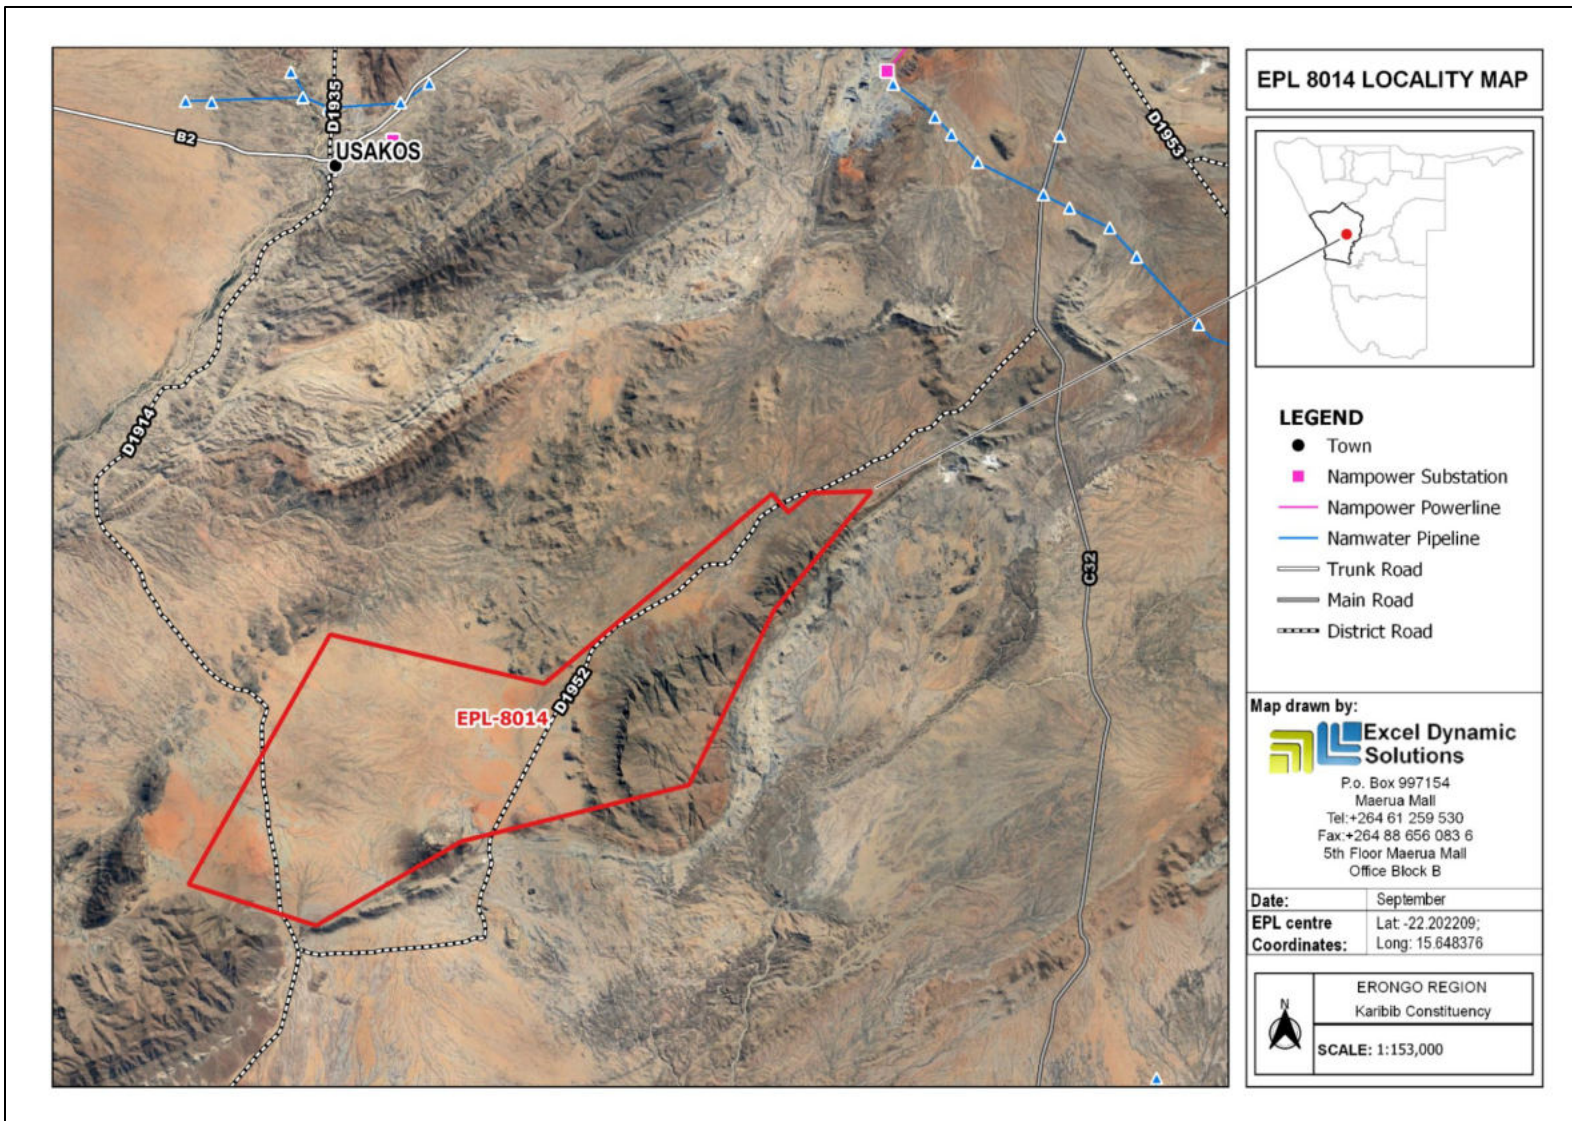 EPL 8014 LOCALITY MAP
D1935
B2
USAKOS
D1953
D1914
C32
D1952
EPL-8014
LEGEND
Town
Nampower Substation
Nampower Powerline
Namwater Pipeline
Trunk Road
Main Road
District Road
Map drawn by:
Excel Dynamic
Solutions
P.o. Box 997154
Maerua Mall
Tel:+264 61 259 530
Fax:+264 88 656 083 6
5th Floor Maerua Mall
Office Block B
Date: September
EPL centre Lat: -22.202209;
Coordinates: Long: 15.648376
N
ERONGO REGION
Karibib Constituency
SCALE: 1:153,000